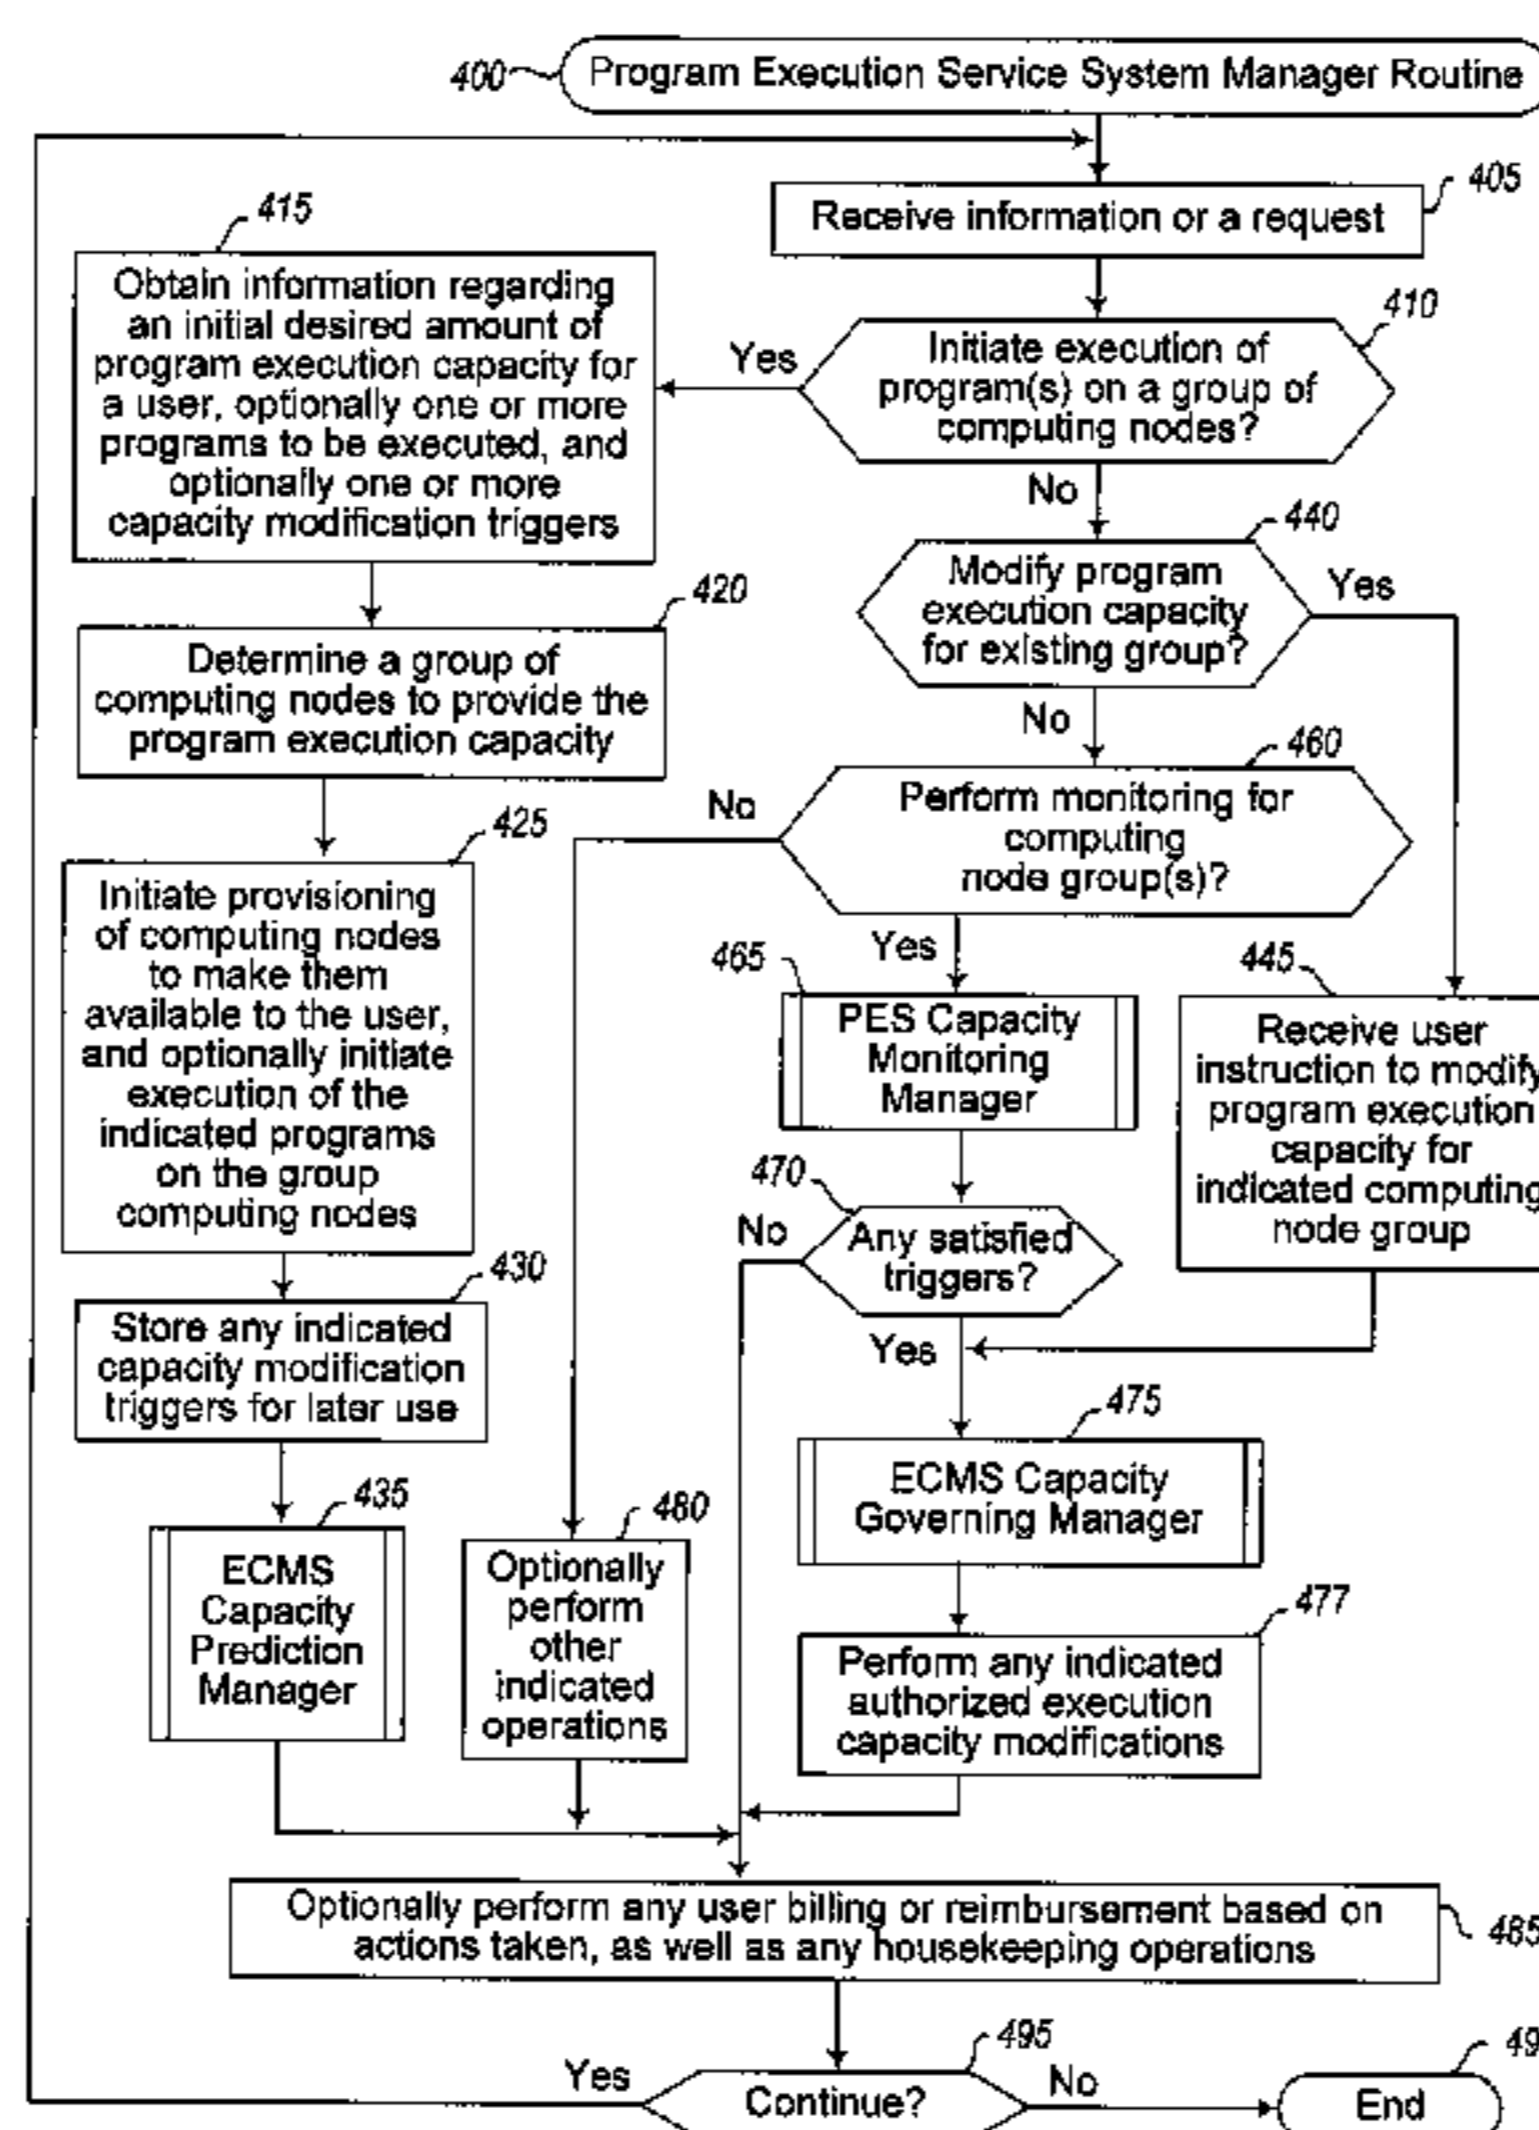 400
Program Execution Service System Manager Routine
405
Receive information or a request
410
Initiate execution of
program(s) on a group of
computing nodes?
Yes
No
415
Obtain information regarding
an initial desired amount of
program execution capacity for
a user, optionally one or more
programs to be executed, and
optionally one or more
capacity modification triggers
420
Determine a group of
computing nodes to provide the
program execution capacity
425
Initiate provisioning
of computing nodes
to make them
available to the user,
and optionally initiate
execution of the
indicated programs
on the group
computing nodes
430
Store any indicated
capacity modification
triggers for later use
435
ECMS
Capacity
Prediction
Manager
440
Modify program
execution capacity
for existing group?
Yes
No
445
Receive user
instruction to modify
program execution
capacity for
indicated computing
node group
460
Perform monitoring for
computing
node group(s)?
No
Yes
465
PES Capacity
Monitoring
Manager
470
Any satisfied
triggers?
No
Yes
475
ECMS Capacity
Governing Manager
477
Perform any indicated
authorized execution
capacity modifications
480
Optionally
perform
other
indicated
operations
485
Optionally perform any user billing or reimbursement based on
actions taken, as well as any housekeeping operations
495
Continue?
Yes
No
49
End